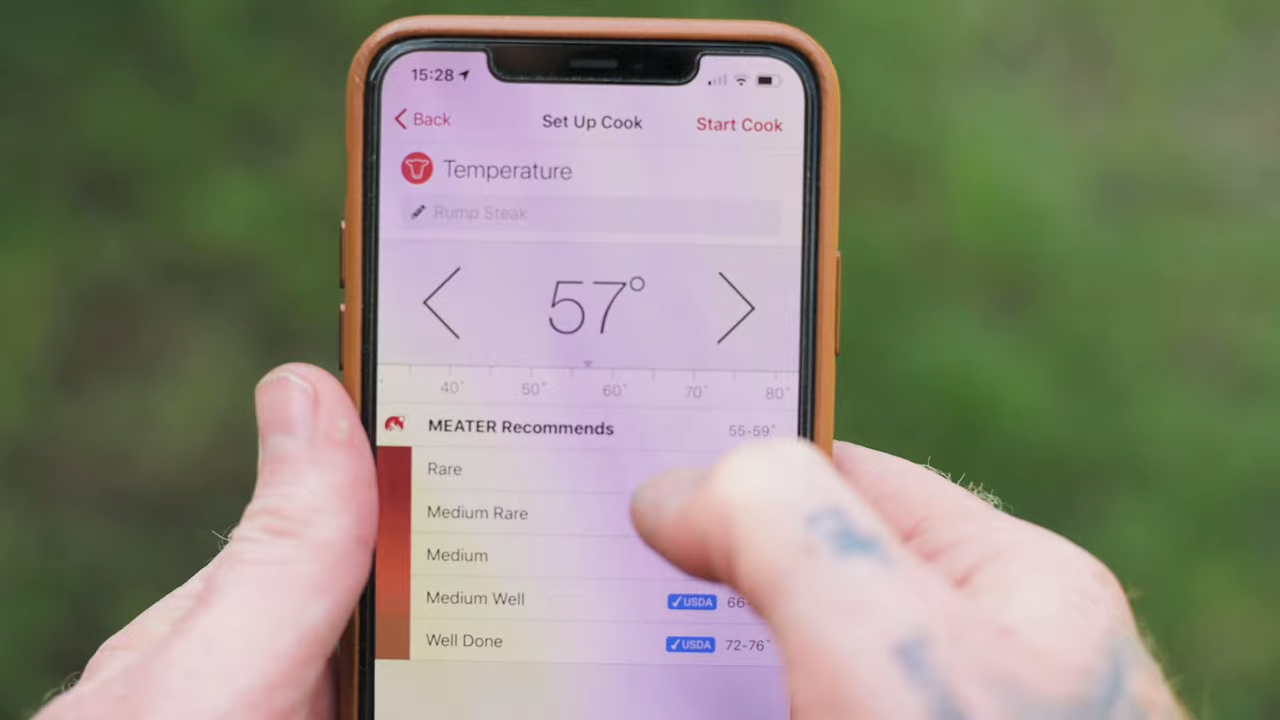 15:28
Back Set Up Cook Start Cook
Temperature
Rump Steak
57°
40° 50° 60° 70° 80°
MEATER Recommends 55-59°
Rare
Medium Rare
Medium
Medium Well ✓USDA 66-
Well Done ✓USDA 72-76°